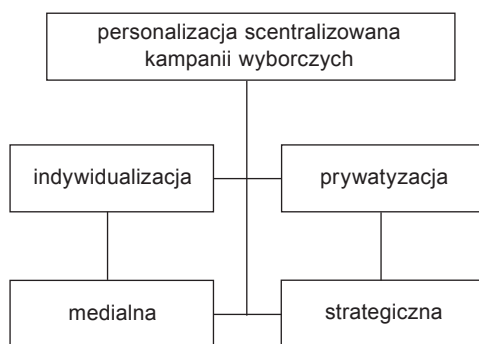 personalizacja scentralizowana
kampanii wyborczych
indywidualizacja
prywatyzacja
medialna
strategiczna